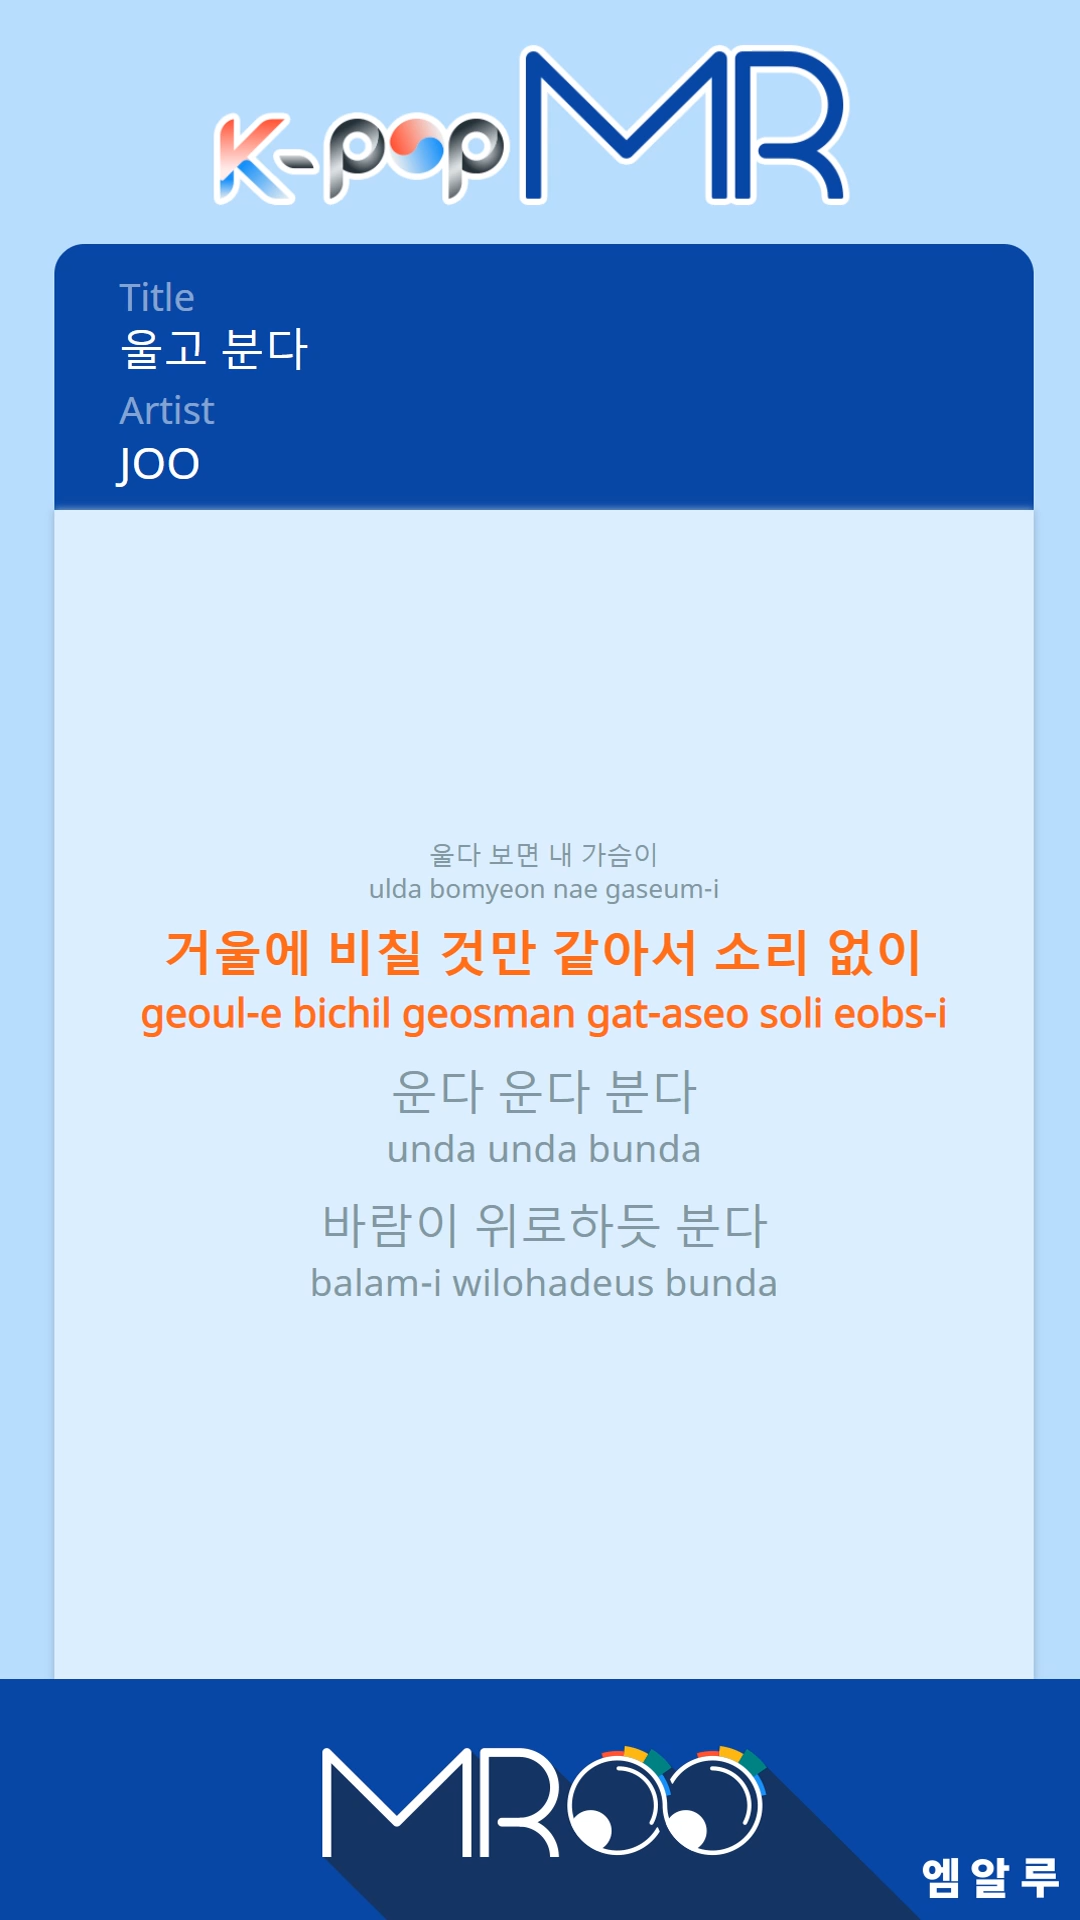 K-pop MR
Title
울고 분다
Artist
JOO
울다 보면 내 가슴이
ulda bomyeon nae gaseum-i
거울에 비칠 것만 같아서 소리 없이
geoul-e bichil geosman gat-aseo soli eobs-i
운다 운다 분다
unda unda bunda
바람이 위로하듯 분다
balam-i wilohadeus bunda
MROO
엠알루